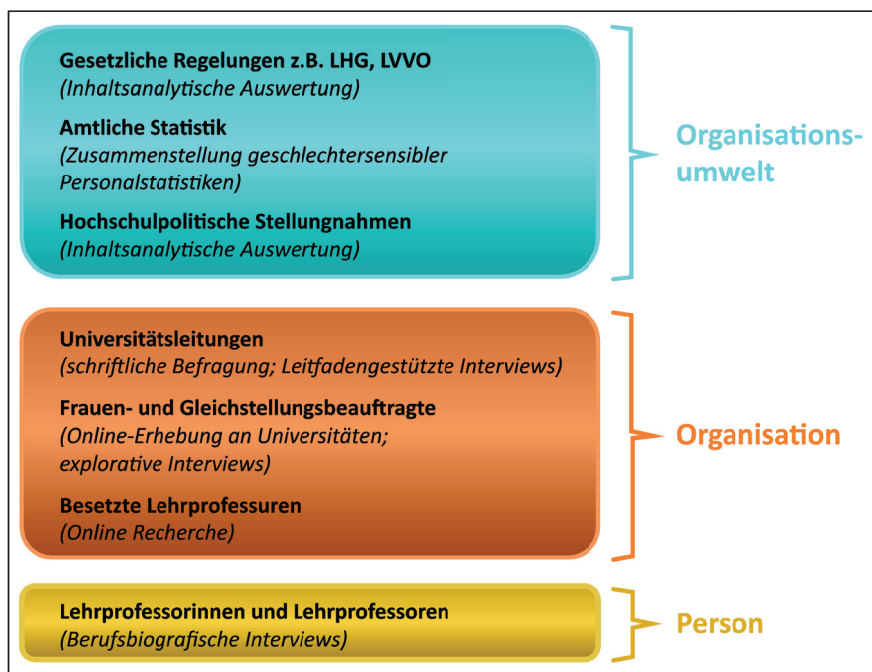 Gesetzliche Regelungen z.B. LHG, LVVO
(Inhaltsanalytische Auswertung)
Amtliche Statistik
(Zusammenstellung geschlechtersensibler
Personalstatistiken)
Hochschulpolitische Stellungnahmen
(Inhaltsanalytische Auswertung)
Organisations-
umwelt
Universitätsleitungen
(schriftliche Befragung; Leitfadengestützte Interviews)
Frauen- und Gleichstellungsbeauftragte
(Online-Erhebung an Universitäten;
explorative Interviews)
Besetzte Lehrprofessuren
(Online Recherche)
Organisation
Lehrprofessorinnen und Lehrprofessoren
(Berufsbiografische Interviews)
Person